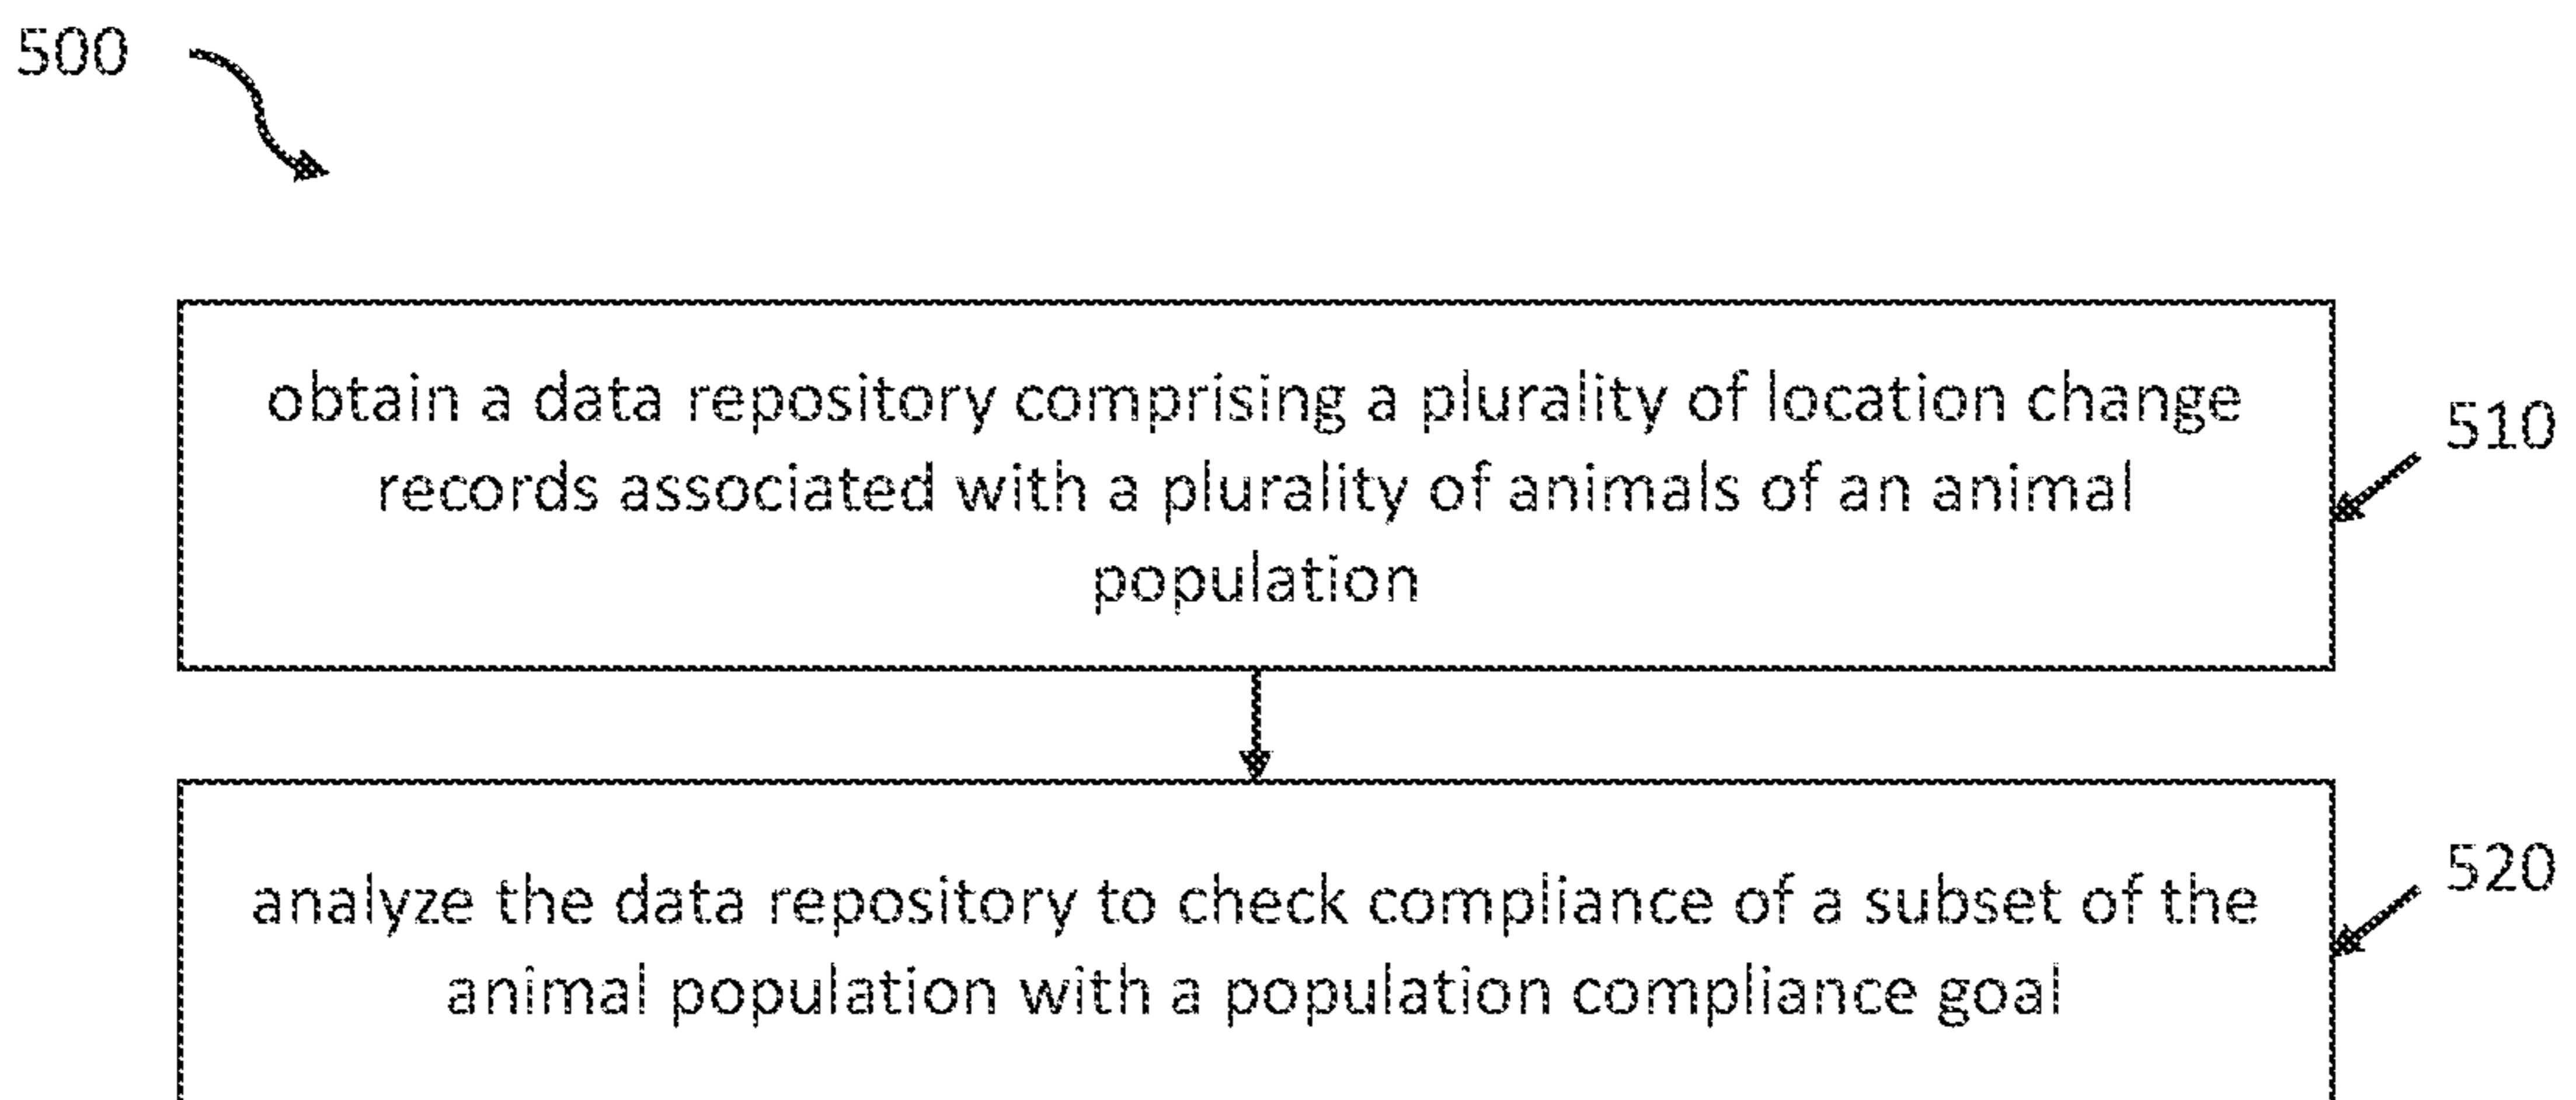 500
obtain a data repository comprising a plurality of location change
records associated with a plurality of animals of an animal
population
510
analyze the data repository to check compliance of a subset of the
animal population with a population compliance goal
520